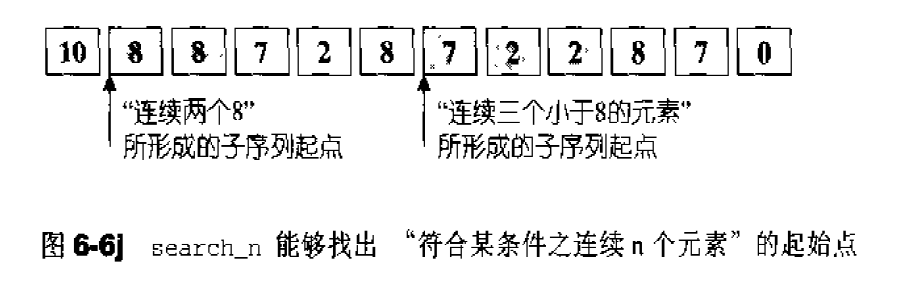 10 8 8 7 2 8 7 2 2 8 7 0
“连续两个8” “连续三个小于8的元素”
所形成的子序列起点 所形成的子序列起点
图 6-6j search_n 能够找出 “符合某条件之连续 n 个元素”的起始点